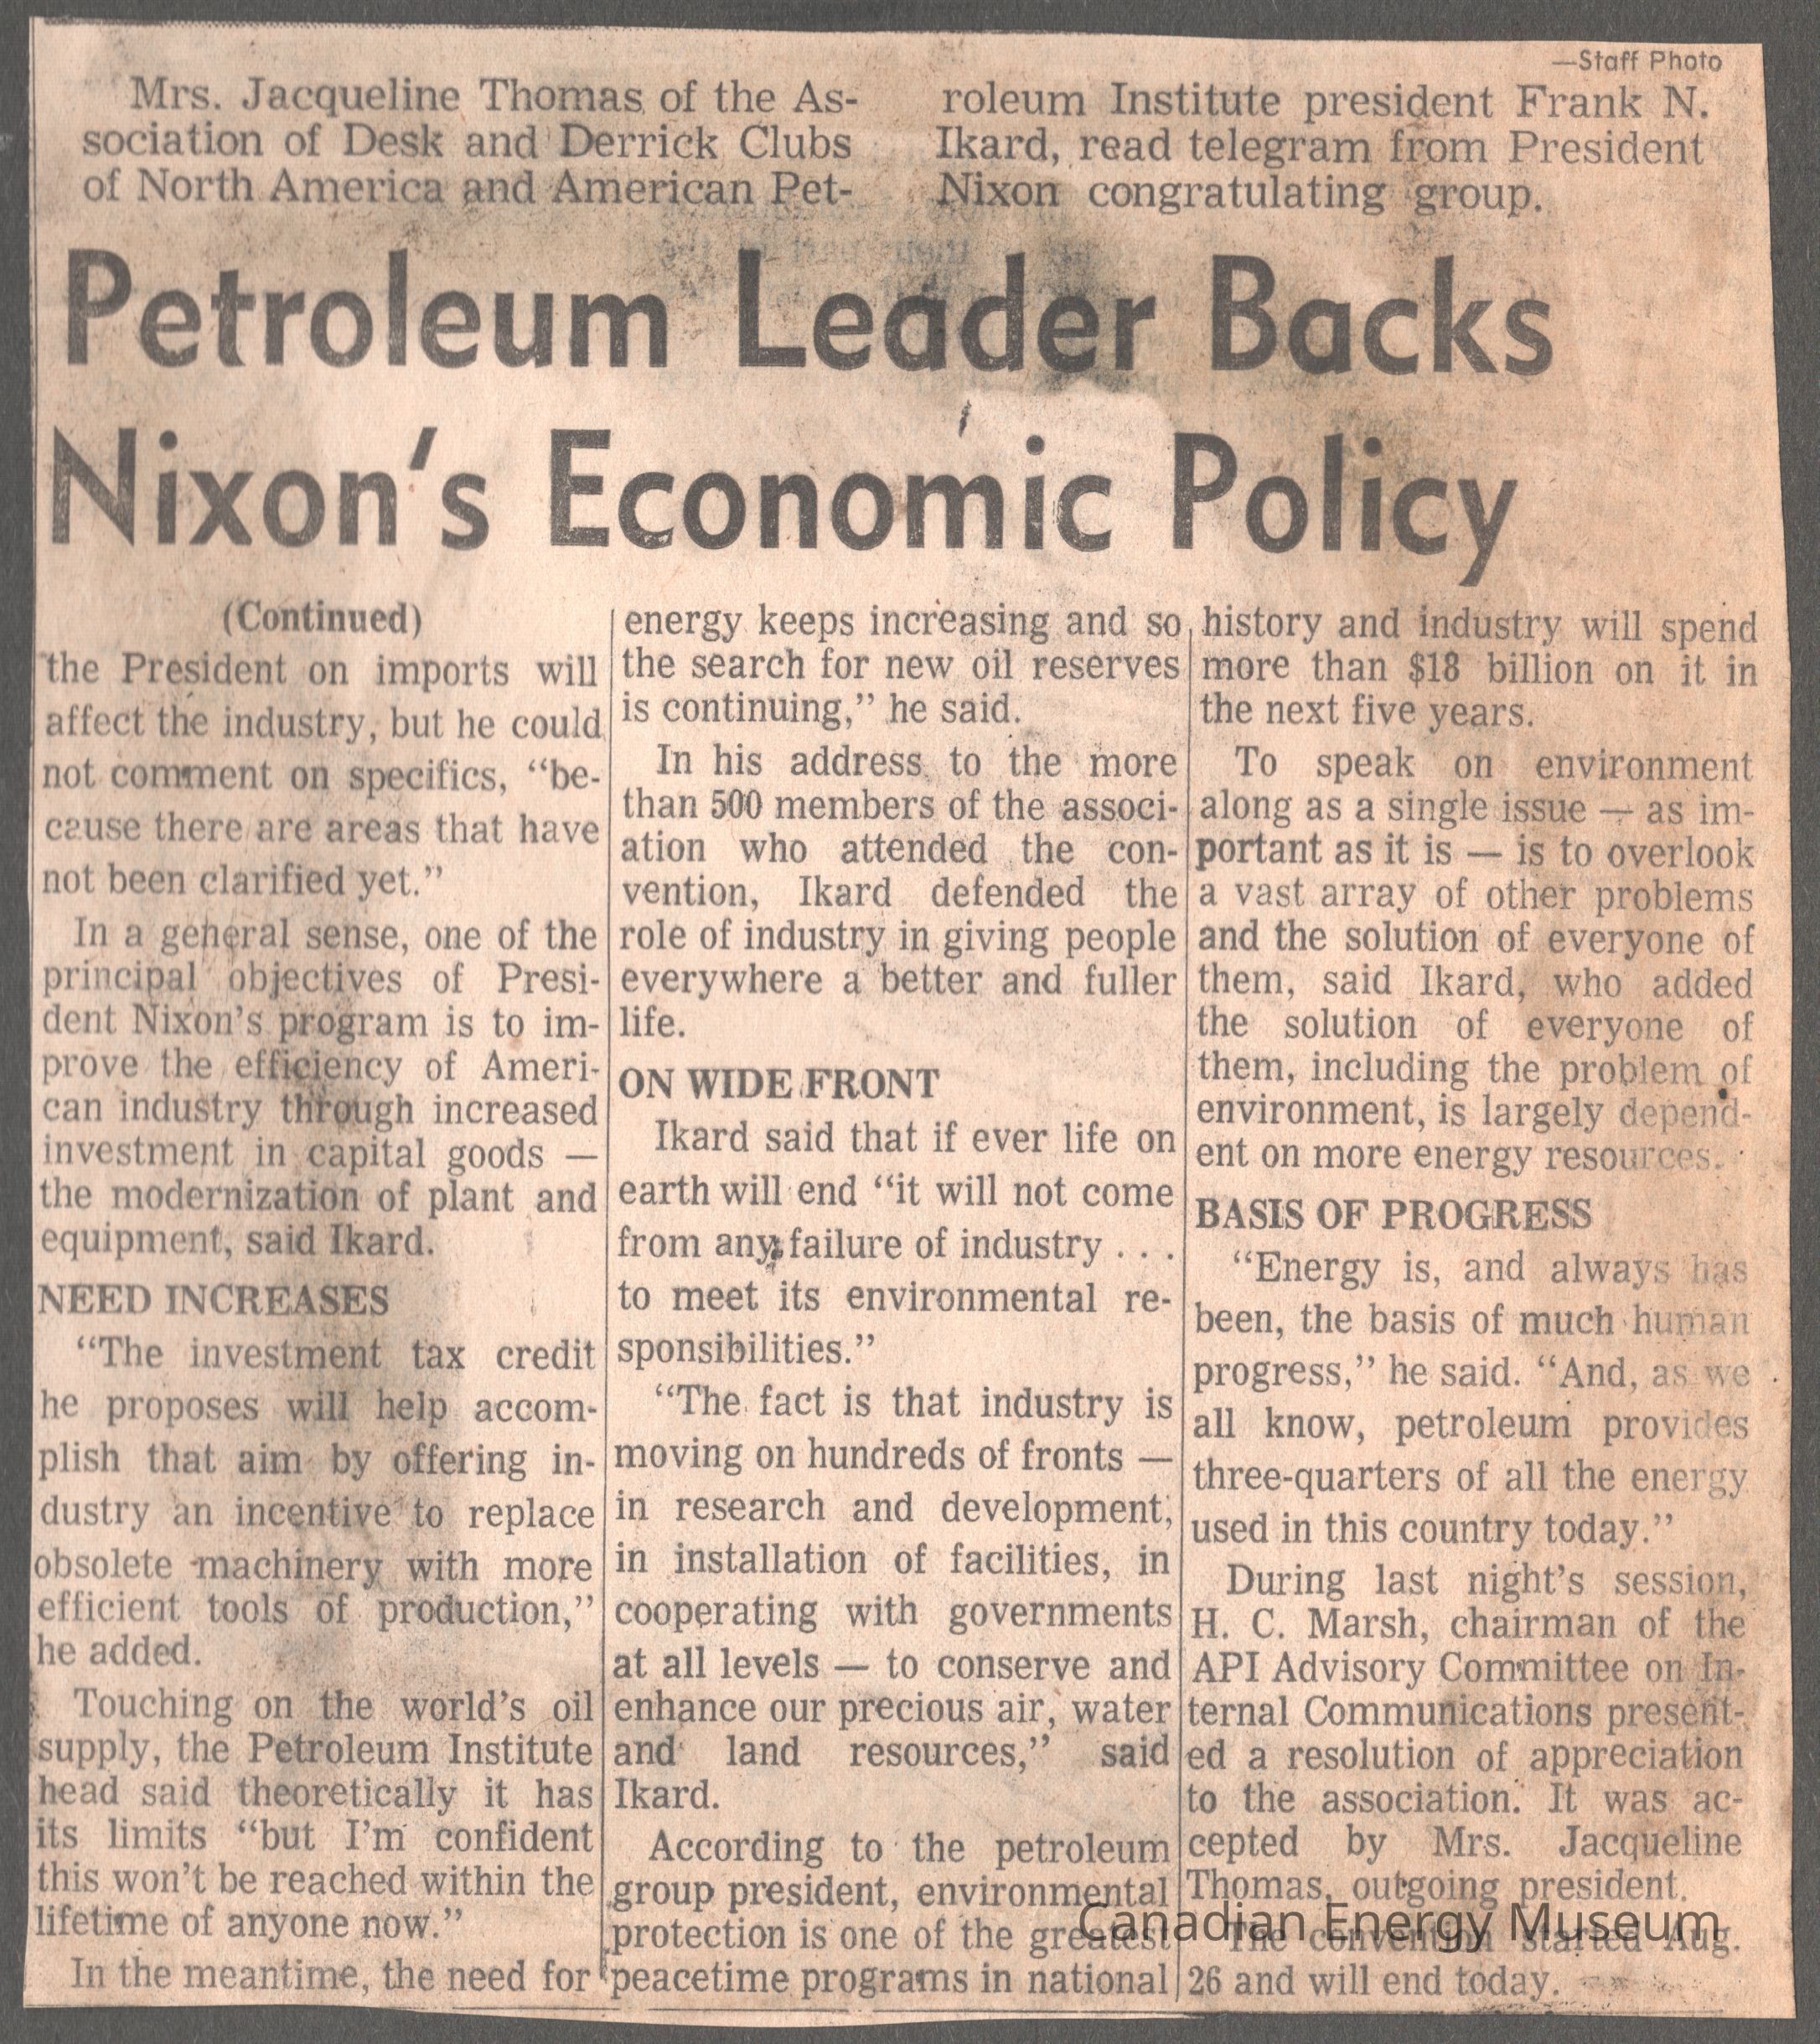 —Staff Photo
Mrs. Jacqueline Thomas of the As-
sociation of Desk and Derrick Clubs
of North America and American Pet-
roleum Institute president Frank N.
Ikard, read telegram from President
Nixon congratulating group.
Petroleum Leader Backs
Nixon's Economic Policy
(Continued)
the President on imports will
affect the industry, but he could
not comment on specifics, “be-
cause there are areas that have
not been clarified yet.”
In a general sense, one of the
principal objectives of Presi-
dent Nixon's program is to im-
prove the efficiency of Ameri-
can industry through increased
investment in capital goods —
the modernization of plant and
equipment, said Ikard.
NEED INCREASES
“The investment tax credit
he proposes will help accom-
plish that aim by offering in-
dustry an incentive to replace
obsolete machinery with more
efficient tools of production,”
he added.
Touching on the world's oil
supply, the Petroleum Institute
head said theoretically it has
its limits “but I'm confident
this won't be reached within the
lifetime of anyone now.”
In the meantime, the need for
energy keeps increasing and so
the search for new oil reserves
is continuing,” he said.
In his address to the more
than 500 members of the associ-
ation who attended the con-
vention, Ikard defended the
role of industry in giving people
everywhere a better and fuller
life.
ON WIDE FRONT
Ikard said that if ever life on
earth will end “it will not come
from any failure of industry . . .
to meet its environmental re-
sponsibilities.”
“The fact is that industry is
moving on hundreds of fronts —
in research and development,
in installation of facilities, in
cooperating with governments
at all levels — to conserve and
enhance our precious air, water
and land resources,” said
Ikard.
According to the petroleum
group president, environmental
protection is one of the greatest
peacetime programs in national
history and industry will spend
more than $18 billion on it in
the next five years.
To speak on environment
along as a single issue — as im-
portant as it is — is to overlook
a vast array of other problems
and the solution of everyone of
them, said Ikard, who added
the solution of everyone of
them, including the problem of
environment, is largely depend-
ent on more energy resources.
BASIS OF PROGRESS
“Energy is, and always has
been, the basis of much human
progress,” he said. “And, as we
all know, petroleum provides
three-quarters of all the energy
used in this country today.”
During last night's session,
H. C. Marsh, chairman of the
API Advisory Committee on In-
ternal Communications present-
ed a resolution of appreciation
to the association. It was ac-
cepted by Mrs. Jacqueline
Thomas, outgoing president.
The convention started Aug.
26 and will end today.
Canadian Energy Museum